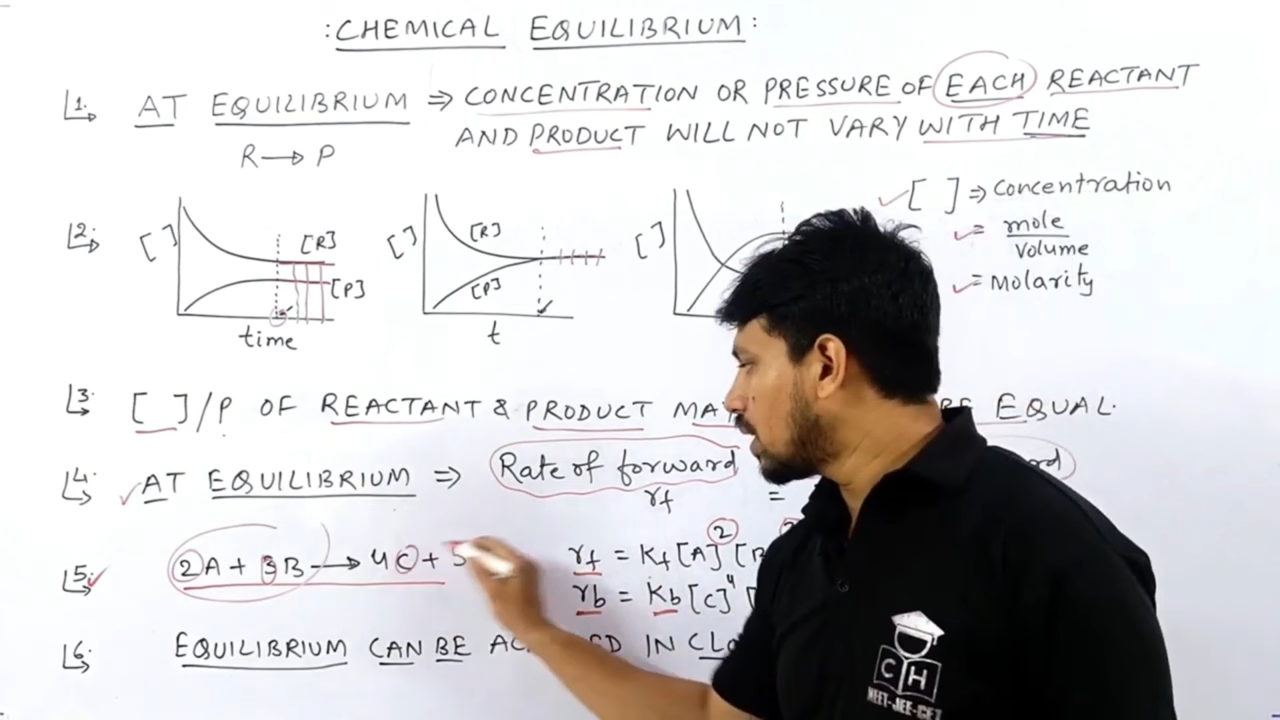 : CHEMICAL EQUILIBRIUM :
1. AT EQUILIBRIUM ⇒ CONCENTRATION OR PRESSURE OF EACH REACTANT
AND PRODUCT WILL NOT VARY WITH TIME
R → P
2. [ ] [R] [P] time
[ ] [R] [P] t
[ ]
[ ] ⇒ Concentration
= mole / volume
= Molarity
3. [ ]/P OF REACTANT & PRODUCT EQUAL.
4. AT EQUILIBRIUM ⇒ Rate of forward
rf =
5. 2A + 3B → 4C + 5
rf = Kf [A]² [B
rb = Kb [C]⁴ [
6. EQUILIBRIUM CAN BE IN
C H
NEET-JEE-CET